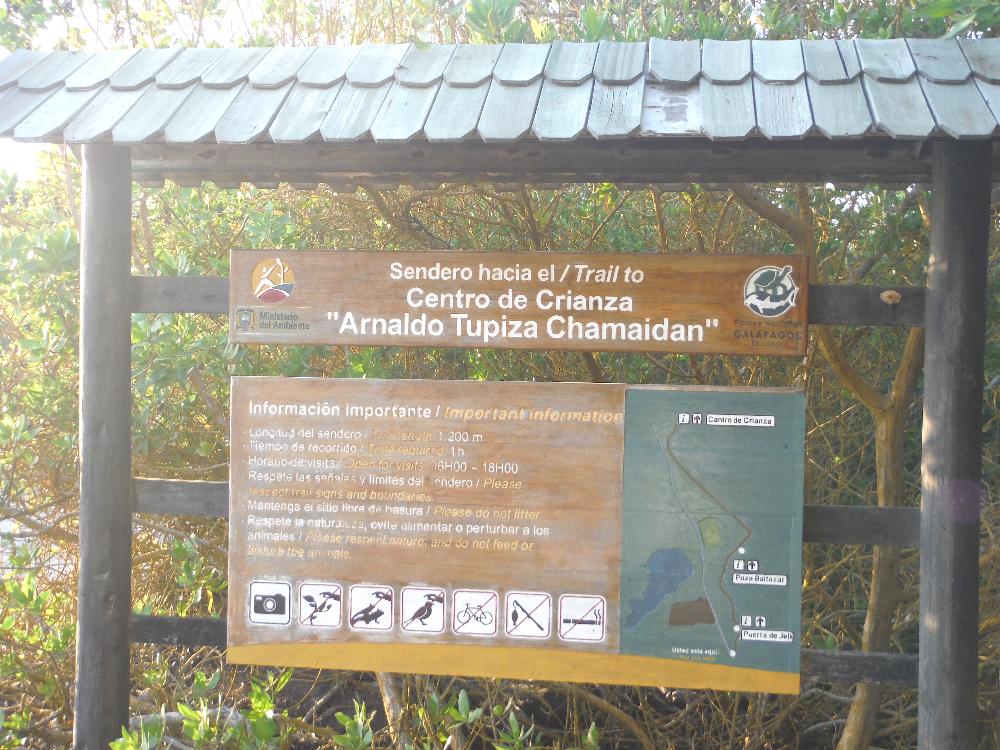 Sendero hacia el / Trail to
Centro de Crianza
"Arnaldo Tupiza Chamaidan"
Ministerio
del Ambiente
Parque Nacional
GALÁPAGOS
Ecuador
Información importante / Important information
· Longitud del sendero / Trail length: 1.200 m.
· Tiempo de recorrido / Time required: 1h.
· Horario de visita / Open for visits: 06H00 - 18H00
· Respete las señales y límites del sendero / Please
respect trail signs and boundaries.
· Mantenga el sitio libre de basura / Please do not litter.
· Respete la naturaleza, evite alimentar o perturbar a los
animales / Please respect nature, and do not feed or
disturb the animals.
i Centro de Crianza
i
Poza Baltazar
i
Puerta de Jeli
Usted está aquí